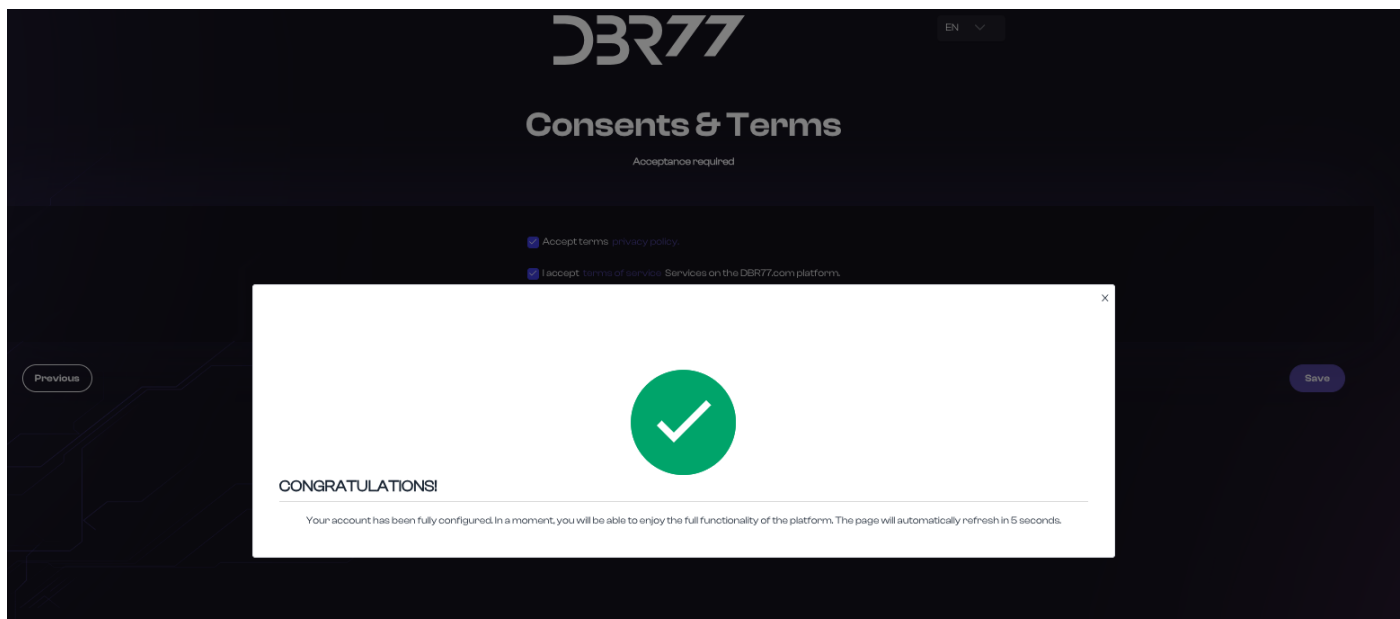 DBR77
EN
Consents & Terms
Acceptance required
Accept terms privacy policy.
I accept terms of service Services on the DBR77.com platform.
Previous
Save
CONGRATULATIONS!
Your account has been fully configured. In a moment, you will be able to enjoy the full functionality of the platform. The page will automatically refresh in 5 seconds.